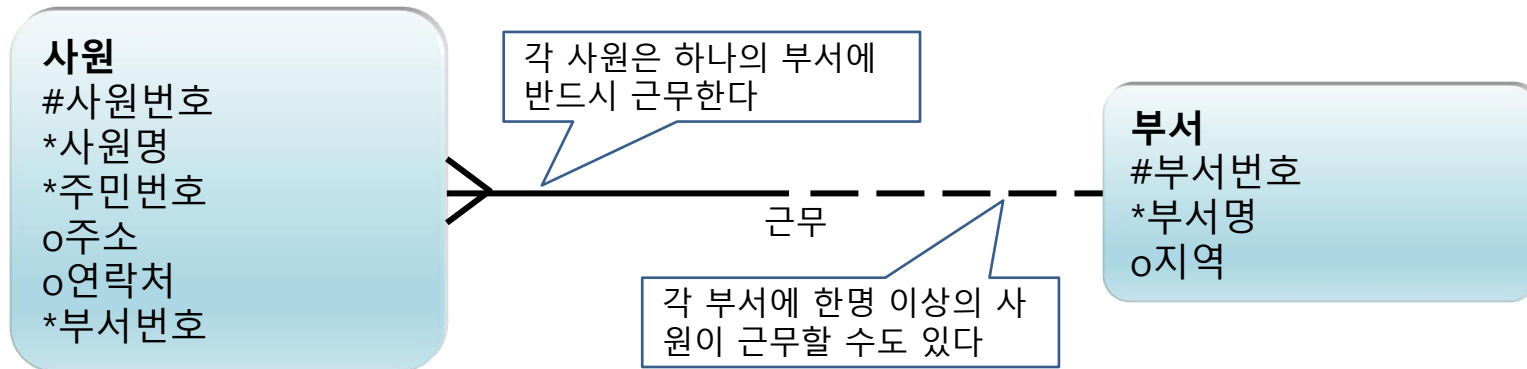 사원
#사원번호
*사원명
*주민번호
o주소
o연락처
*부서번호
각 사원은 하나의 부서에
반드시 근무한다
근무
각 부서에 한명 이상의 사
원이 근무할 수도 있다
부서
#부서번호
*부서명
o지역